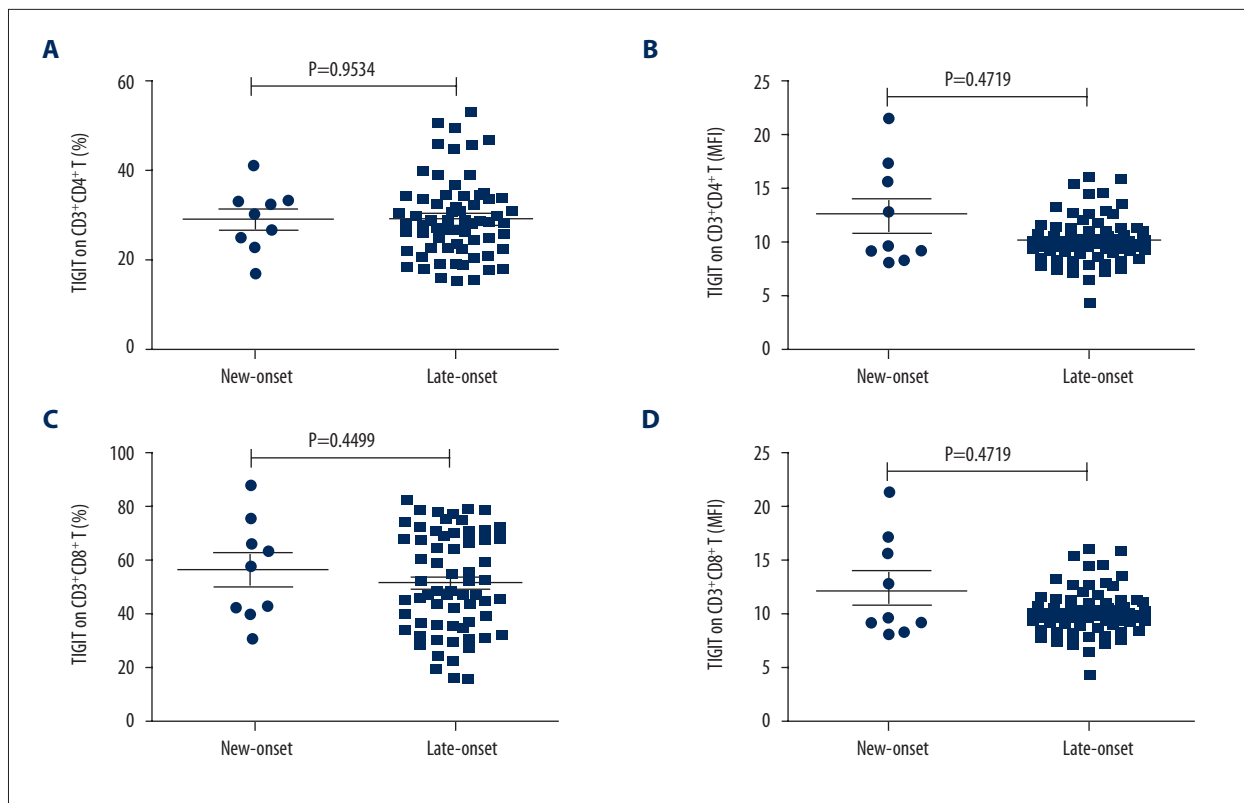 A
P=0.9534
TIGIT on CD3⁺CD4⁺ T (%)
60
40
20
0
New-onset
Late-onset
B
P=0.4719
TIGIT on CD3⁺CD4⁺ T (MFI)
25
20
15
10
5
0
New-onset
Late-onset
C
P=0.4499
TIGIT on CD3⁺CD8⁺ T (%)
100
80
60
40
20
0
New-onset
Late-onset
D
P=0.4719
TIGIT on CD3⁺CD8⁺ T (MFI)
25
20
15
10
5
0
New-onset
Late-onset